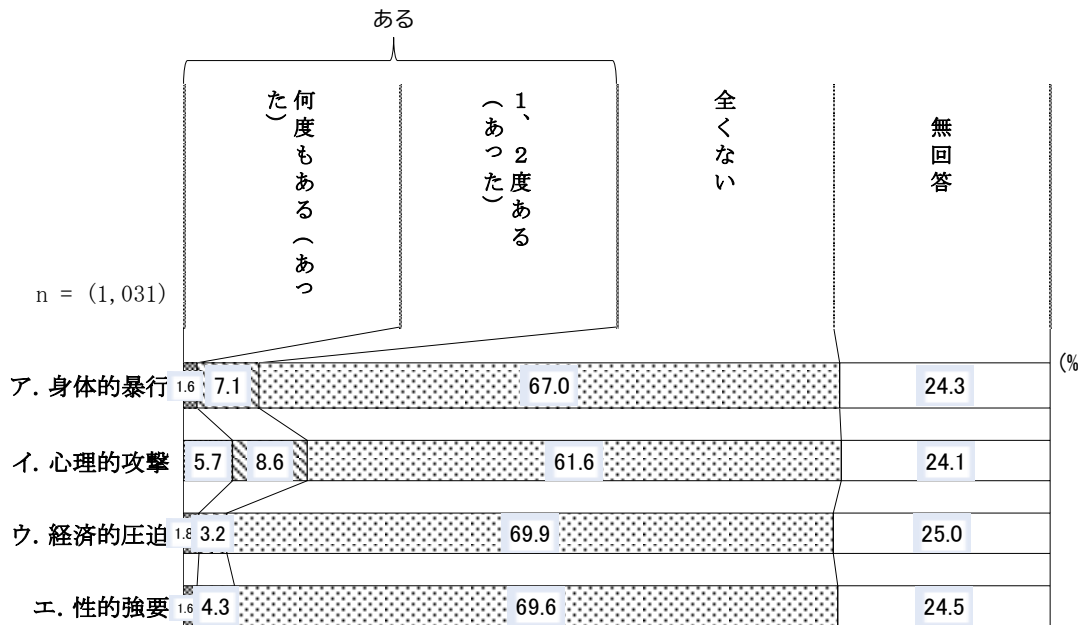 ある
何度もある（あっ
た）
1、2度ある
（あった）
全くない
無回答
n = (1,031)
(%
ア. 身体的暴行 1.6 7.1 67.0 24.3
イ. 心理的攻撃 5.7 8.6 61.6 24.1
ウ. 経済的圧迫 1.8 3.2 69.9 25.0
エ. 性的強要 1.6 4.3 69.6 24.5